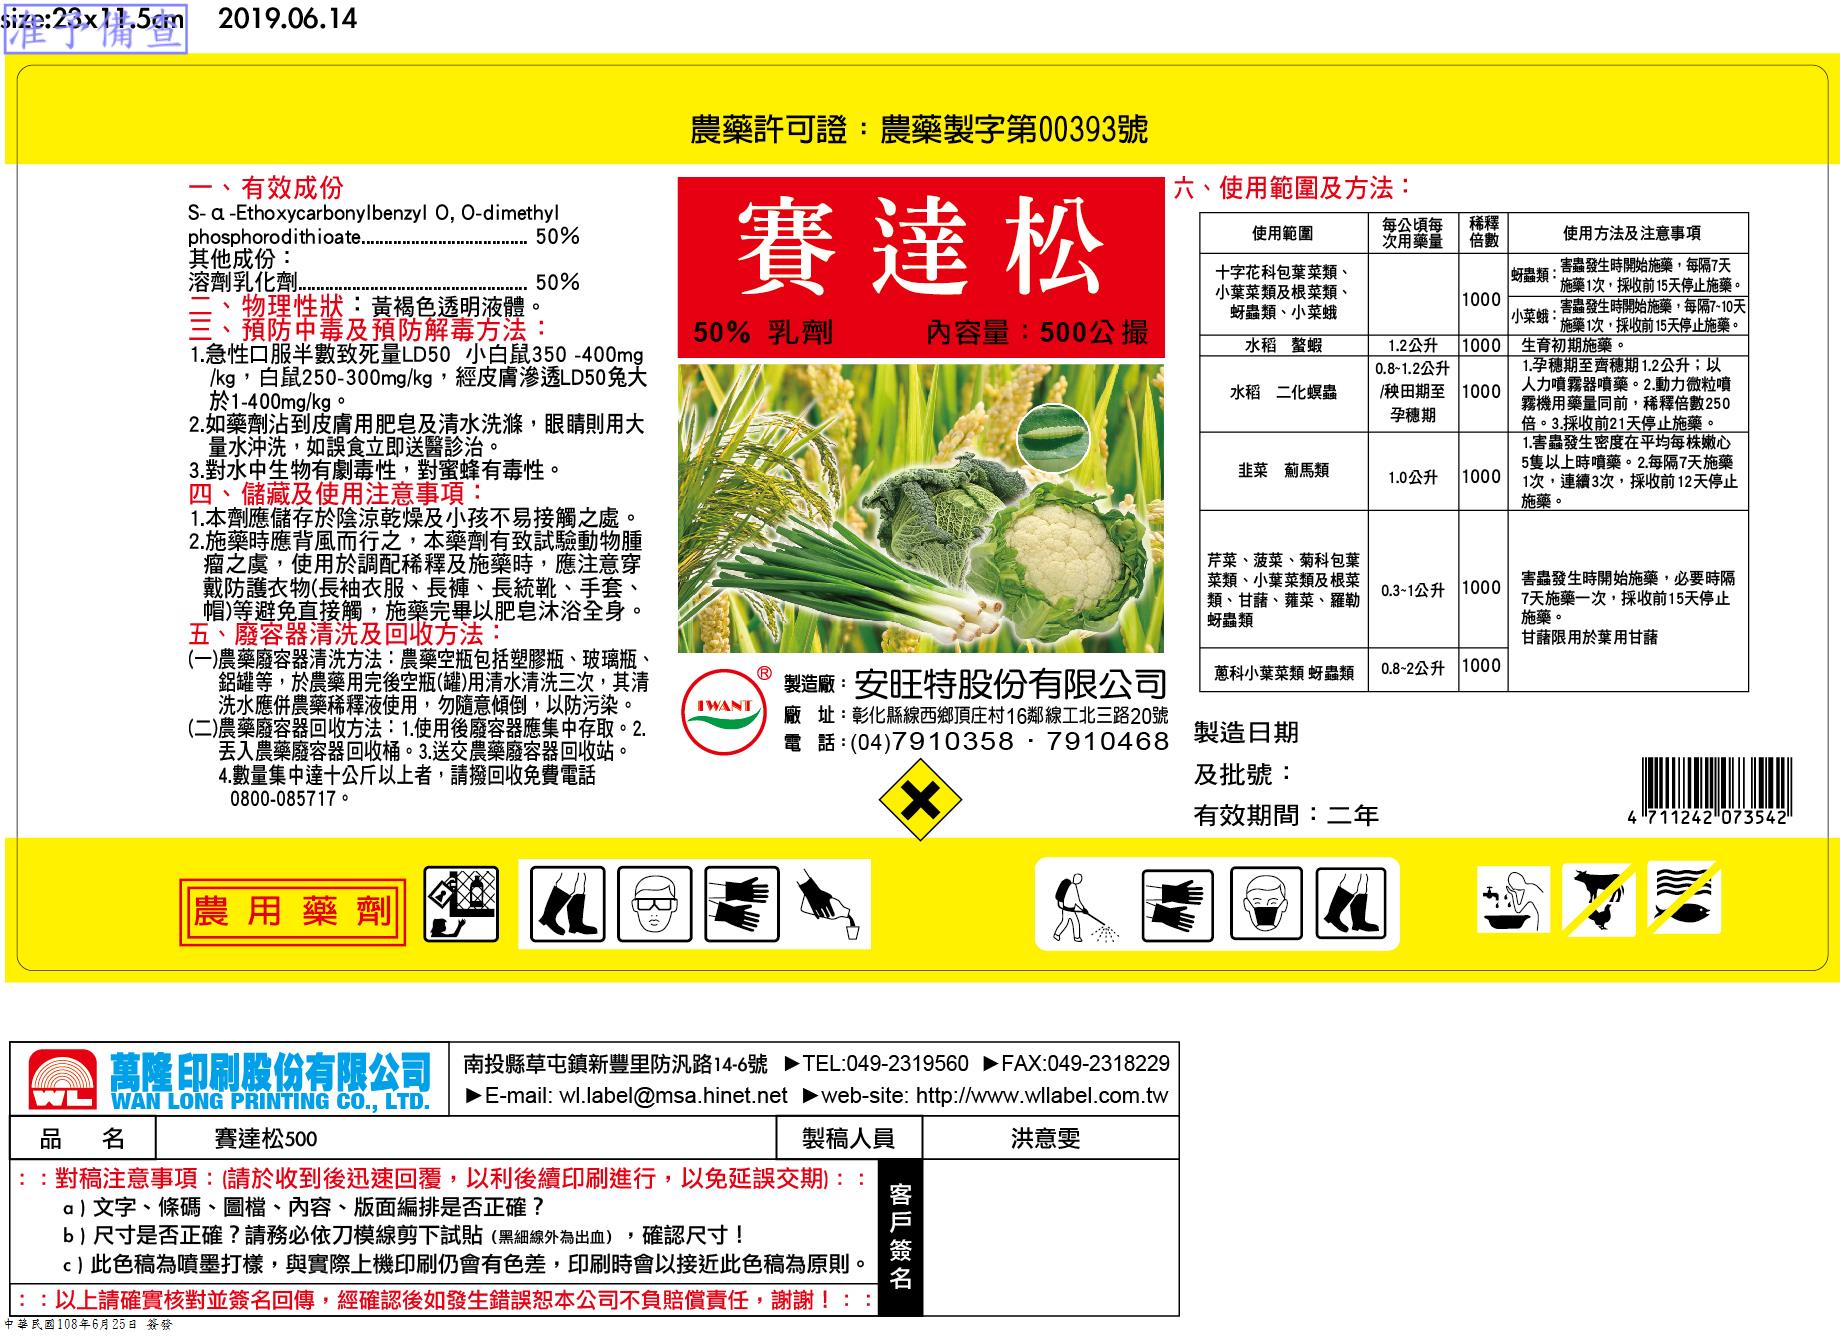 size:23x11.5cm 2019.06.14
准予備查
農藥許可證：農藥製字第00393號
一、有效成份
S-α-Ethoxycarbonylbenzyl O, O-dimethyl
phosphorodithioate.................................... 50%
其他成份：
溶劑乳化劑.................................................. 50%
二、物理性狀：黃褐色透明液體。
三、預防中毒及預防解毒方法：
1.急性口服半數致死量LD50 小白鼠350 -400mg
/kg，白鼠250-300mg/kg，經皮膚滲透LD50兔大
於1-400mg/kg。
2.如藥劑沾到皮膚用肥皂及清水洗滌，眼睛則用大
量水沖洗，如誤食立即送醫診治。
3.對水中生物有劇毒性，對蜜蜂有毒性。
四、儲藏及使用注意事項：
1.本劑應儲存於陰涼乾燥及小孩不易接觸之處。
2.施藥時應背風而行之，本藥劑有致試驗動物腫
瘤之虞，使用於調配稀釋及施藥時，應注意穿
戴防護衣物(長袖衣服、長褲、長統靴、手套、
帽)等避免直接觸，施藥完畢以肥皂沐浴全身。
五、廢容器清洗及回收方法：
(一)農藥廢容器清洗方法：農藥空瓶包括塑膠瓶、玻璃瓶、
鋁罐等，於農藥用完後空瓶(罐)用清水清洗三次，其清
洗水應併農藥稀釋液使用，勿隨意傾倒，以防污染。
(二)農藥廢容器回收方法：1.使用後廢容器應集中存取。2.
丟入農藥廢容器回收桶。3.送交農藥廢容器回收站。
4.數量集中達十公斤以上者，請撥回收免費電話
0800-085717。
賽達松
50% 乳劑 內容量：500公撮
IWANT ®
製造廠：安旺特股份有限公司
廠 址：彰化縣線西鄉頂庄村16鄰線工北三路20號
電 話：(04)7910358．7910468
六、使用範圍及方法：
使用範圍 每公頃每次用藥量 稀釋倍數 使用方法及注意事項
十字花科包葉菜類、
小葉菜類及根菜類、
蚜蟲類、小菜蛾
1000
蚜蟲類：害蟲發生時開始施藥，每隔7天
施藥1次，採收前15天停止施藥。
小菜蛾：害蟲發生時開始施藥，每隔7~10天
施藥1次，採收前15天停止施藥。
水稻 螯蝦 1.2公升 1000 生育初期施藥。
水稻 二化螟蟲
0.8~1.2公升
/秧田期至
孕穗期
1000
1.孕穗期至齊穗期1.2公升；以
人力噴霧器噴藥。2.動力微粒噴
霧機用藥量同前，稀釋倍數250
倍。3.採收前21天停止施藥。
韭菜 薊馬類 1.0公升 1000
1.害蟲發生密度在平均每株嫩心
5隻以上時噴藥。2.每隔7天施藥
1次，連續3次，採收前12天停止
施藥。
芹菜、菠菜、菊科包葉
菜類、小葉菜類及根菜
類、甘藷、蕹菜、羅勒
蚜蟲類
0.3~1公升 1000
害蟲發生時開始施藥，必要時隔
7天施藥一次，採收前15天停止
施藥。
甘藷限用於葉用甘藷
蔥科小葉菜類 蚜蟲類 0.8~2公升 1000
製造日期
及批號：
有效期間：二年
4 711242 073542
農用藥劑
WL
萬隆印刷股份有限公司
WAN LONG PRINTING CO., LTD.
南投縣草屯鎮新豐里防汎路14-6號 ►TEL:049-2319560 ►FAX:049-2318229
►E-mail: wl.label@msa.hinet.net ►web-site: http://www.wllabel.com.tw
品 名 賽達松500 製稿人員 洪意雯
：：對稿注意事項：(請於收到後迅速回覆，以利後續印刷進行，以免延誤交期)：：
a ) 文字、條碼、圖檔、內容、版面編排是否正確？
b ) 尺寸是否正確？請務必依刀模線剪下試貼（黑細線外為出血），確認尺寸！
c ) 此色稿為噴墨打樣，與實際上機印刷仍會有色差，印刷時會以接近此色稿為原則。
：：以上請確實核對並簽名回傳，經確認後如發生錯誤恕本公司不負賠償責任，謝謝！：：
客戶簽名
中華民國108年6月25日 簽發